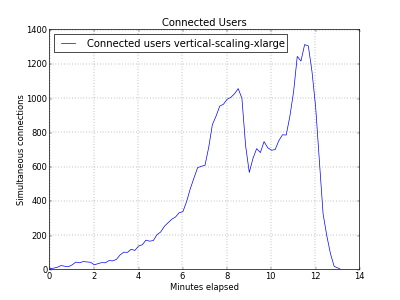 Connected Users
Connected users vertical-scaling-xlarge
1400
1200
1000
800
600
400
200
0
Simultaneous connections
0 2 4 6 8 10 12 14
Minutes elapsed